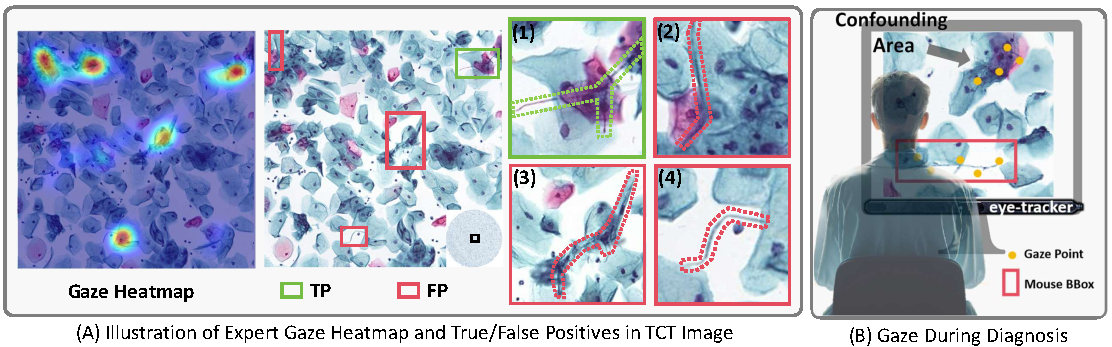 (1)
(2)
(3)
(4)
Gaze Heatmap
TP
FP
(A) Illustration of Expert Gaze Heatmap and True/False Positives in TCT Image
Confounding
Area
eye-tracker
Gaze Point
Mouse BBox
(B) Gaze During Diagnosis